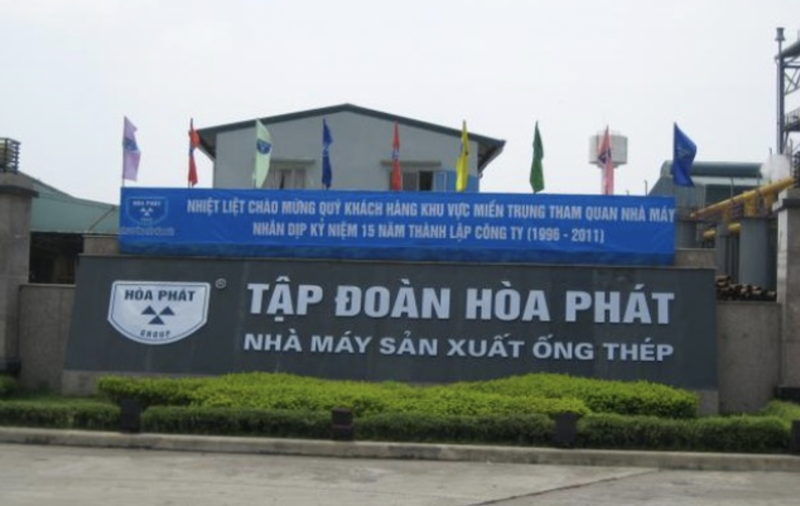 NHIỆT LIỆT CHÀO MỪNG QUÝ KHÁCH HÀNG KHU VỰC MIỀN TRUNG THAM QUAN NHÀ MÁY
NHÂN DỊP KỶ NIỆM 15 NĂM THÀNH LẬP CÔNG TY (1996 - 2011)
HÒA PHÁT
HÒA PHÁT
GROUP
®
TẬP ĐOÀN HÒA PHÁT
NHÀ MÁY SẢN XUẤT ỐNG THÉP